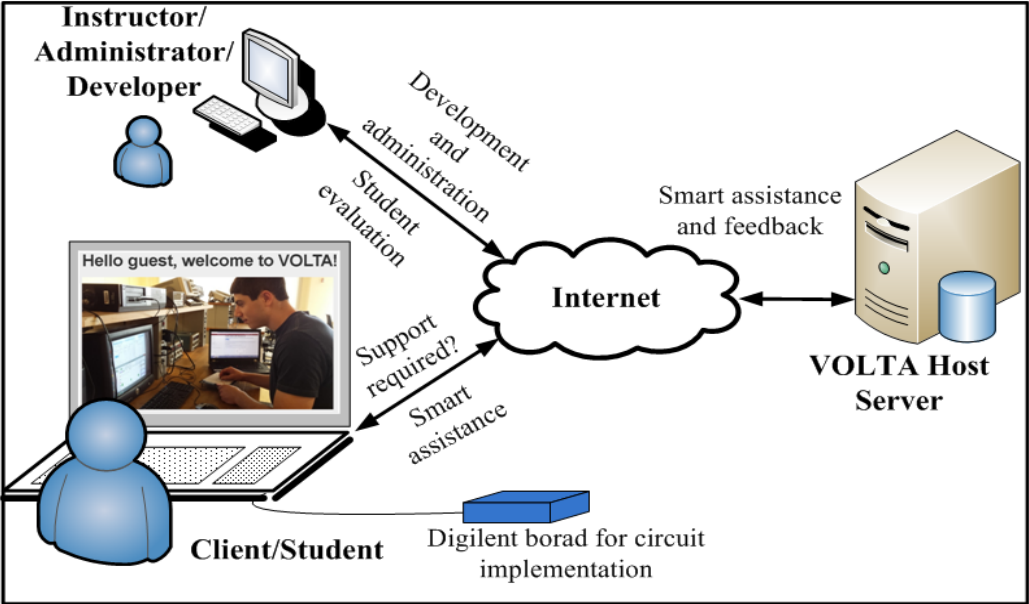 Instructor/
Administrator/
Developer
Development
and
administration
Student
evaluation
Smart assistance
and feedback
Hello guest, welcome to VOLTA!
Internet
Support
required?
Smart
assistance
VOLTA Host
Server
Client/Student
Digilent borad for circuit
implementation